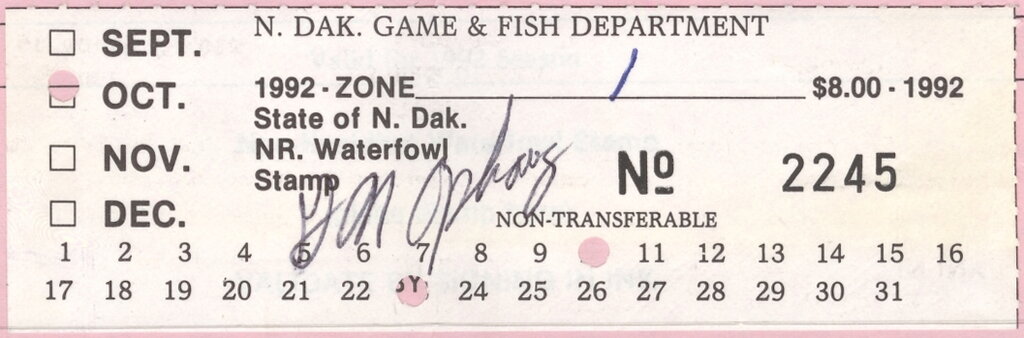 N. DAK. GAME & FISH DEPARTMENT
SEPT.
OCT.
NOV.
DEC.
1992 - ZONE 1 $8.00 - 1992
State of N. Dak.
NR. Waterfowl
Stamp
Nº 2245
NON-TRANSFERABLE
1 2 3 4 5 6 7 8 9 11 12 13 14 15 16
17 18 19 20 21 22 24 25 26 27 28 29 30 31